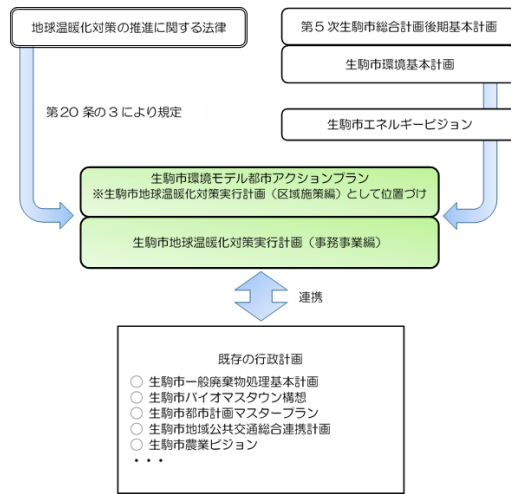 地球温暖化対策の推進に関する法律
第5次生駒市総合計画後期基本計画
生駒市環境基本計画
第20条の3により規定
生駒市エネルギービジョン
生駒市環境モデル都市アクションプラン
※生駒市地球温暖化対策実行計画（区域施策編）として位置づけ
生駒市地球温暖化対策実行計画（事務事業編）
連携
既存の行政計画
○ 生駒市一般廃棄物処理基本計画
○ 生駒市バイオマスタウン構想
○ 生駒市都市計画マスタープラン
○ 生駒市地域公共交通総合連携計画
○ 生駒市農業ビジョン
・・・